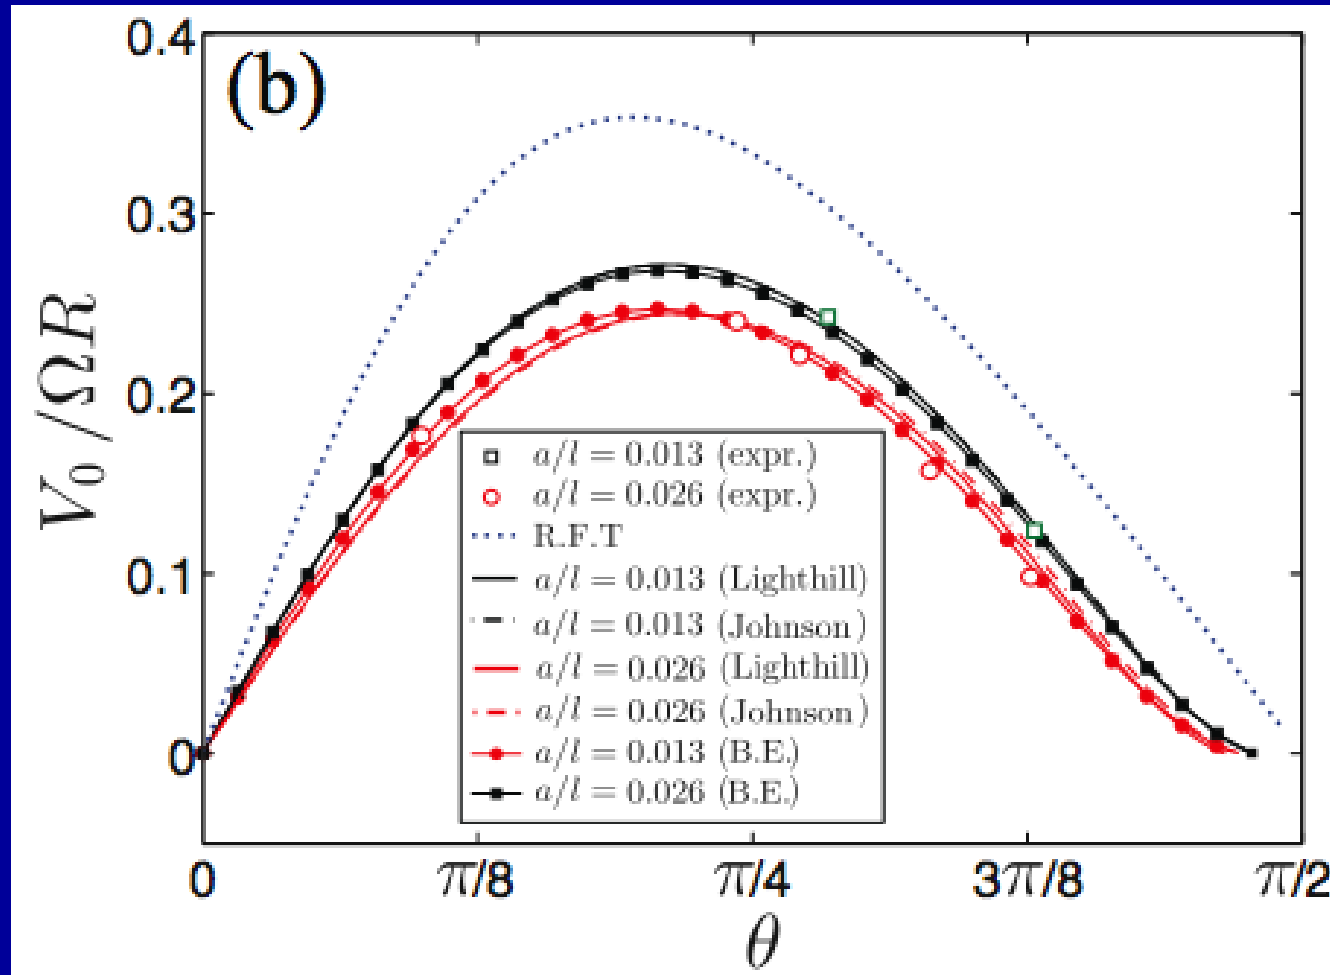 (b)
0.4
0.3
0.2
0.1
0
V₀/ΩR
a/l = 0.013 (expr.)
a/l = 0.026 (expr.)
R.F.T
a/l = 0.013 (Lighthill)
a/l = 0.013 (Johnson)
a/l = 0.026 (Lighthill)
a/l = 0.026 (Johnson)
a/l = 0.013 (B.E.)
a/l = 0.026 (B.E.)
0 π/8 π/4 3π/8 π/2
θ